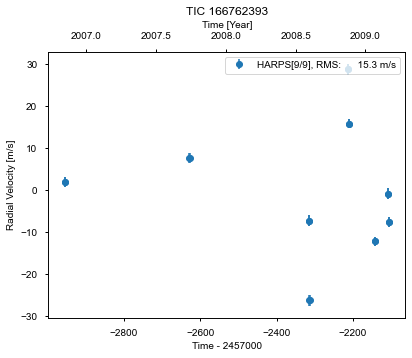 TIC 166762393
Time [Year]
2007.0 2007.5 2008.0 2008.5 2009.0
HARPS[9/9], RMS: 15.3 m/s
Radial Velocity [m/s]
30
20
10
0
−10
−20
−30
−2800 −2600 −2400 −2200
Time - 2457000